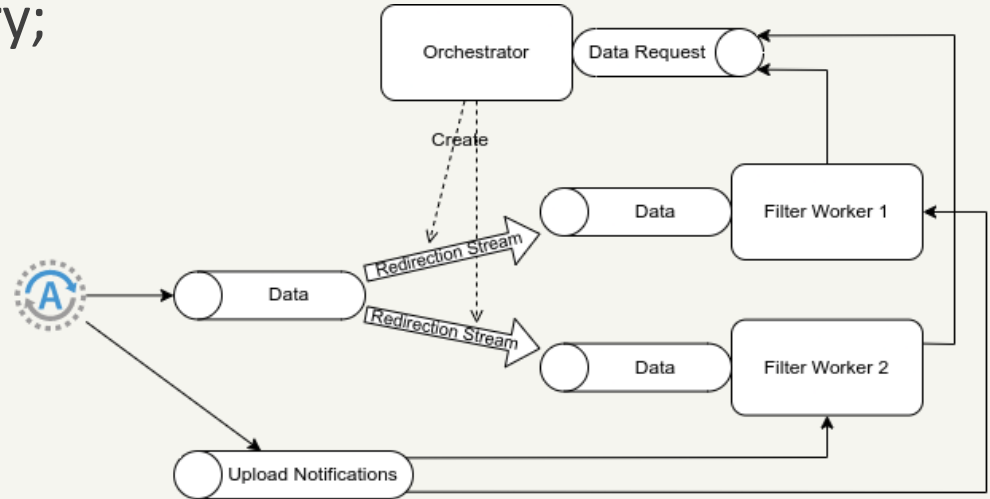 ry;
Orchestrator
Data Request
Create
Data
Filter Worker 1
Redirection Stream
A
Data
Redirection Stream
Data
Filter Worker 2
Upload Notifications